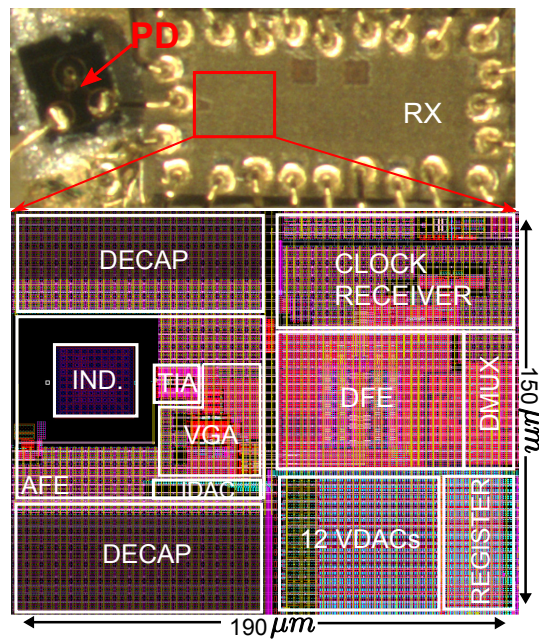 PD
RX
DECAP
CLOCK
RECEIVER
IND.
TIA
VGA
DFE
DMUX
AFE
IDAC
DECAP
12 VDACs
REGISTER
150 μm
190 μm